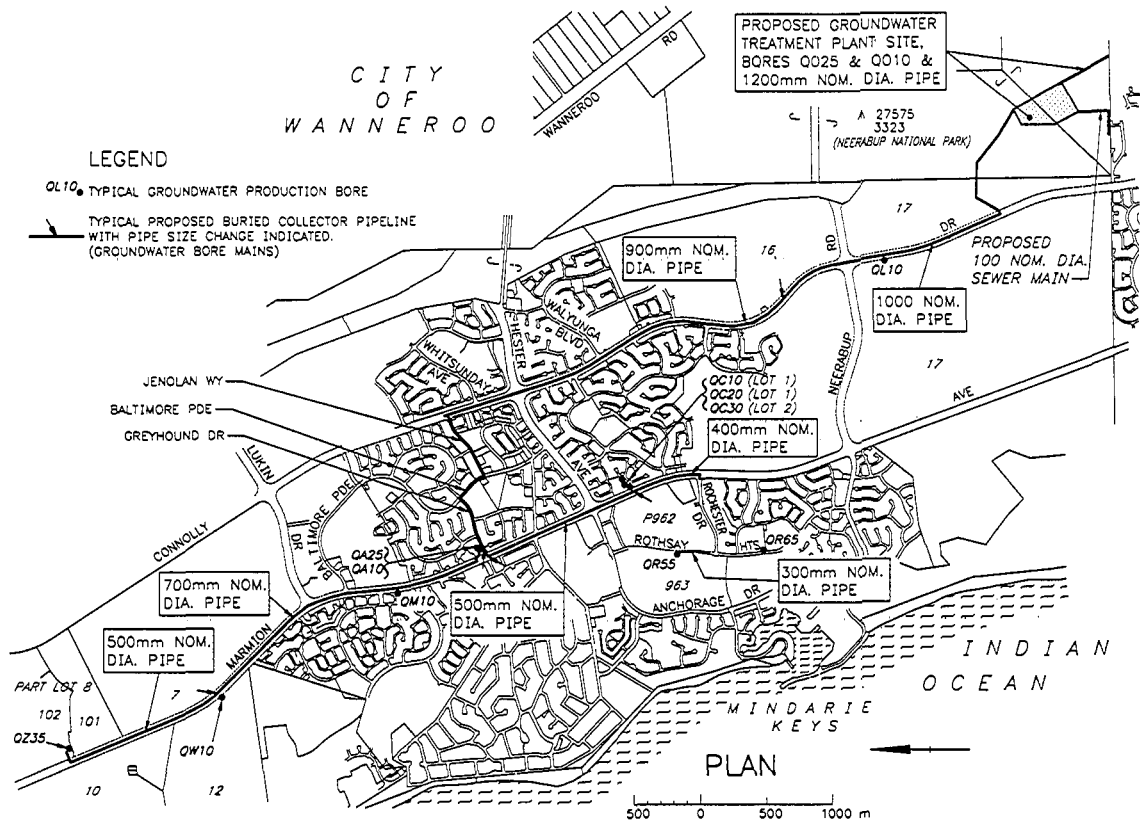 PROPOSED GROUNDWATER
TREATMENT PLANT SITE,
BORES QO25 & QO10 &
1200mm NOM. DIA. PIPE
CITY
OF
WANNEROO
RD
WANNEROO
27575
3323
(NEERABUP NATIONAL PARK)
LEGEND
QL10 TYPICAL GROUNDWATER PRODUCTION BORE
TYPICAL PROPOSED BURIED COLLECTOR PIPELINE
WITH PIPE SIZE CHANGE INDICATED.
(GROUNDWATER BORE MAINS)
17
DR
RD
16
900mm NOM.
DIA. PIPE
QL10
PROPOSED
100 NOM. DIA.
SEWER MAIN
1000 NOM.
DIA. PIPE
WALYUNGA
BLVD
HESTER
WHITSUNDAY
AVE
NEERABUP
17
AVE
JENOLAN WY
BALTIMORE PDE
GREYHOUND DR
QC10 (LOT 1)
QC20 (LOT 1)
QC30 (LOT 2)
400mm NOM.
DIA. PIPE
AVE
LUKIN
DR
BALTIMORE PDE
CONNOLLY
ROCHESTER
DR
P962
ROTHSAY
HTS
QR65
QR55
300mm NOM.
DIA. PIPE
963
ANCHORAGE DR
QA25
QA10
QM10
700mm NOM.
DIA. PIPE
500mm NOM.
DIA. PIPE
500mm NOM.
DIA. PIPE
MARMION
PART LOT 8
102
101
7
QZ35
QW10
10
12
INDIAN
OCEAN
MINDARIE
KEYS
PLAN
500 0 500 1000 m